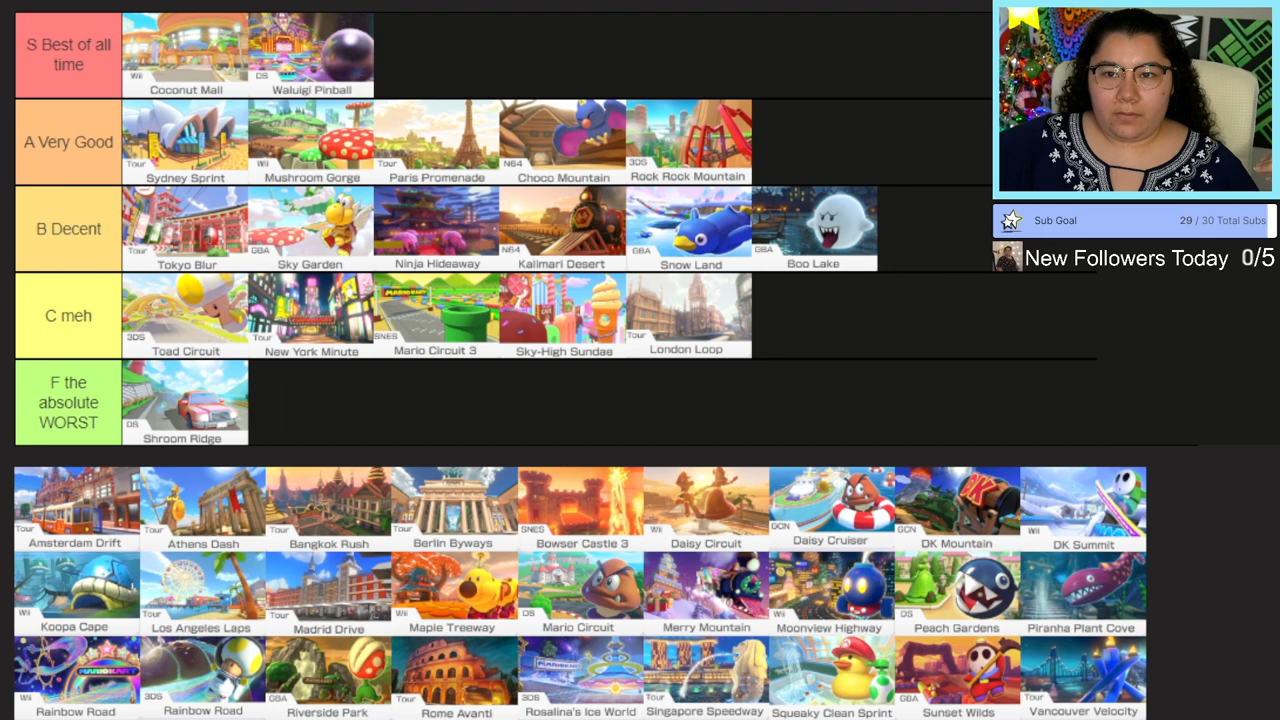 S Best of all
time
Wii
Coconut Mall
DS
Waluigi Pinball
A Very Good
Tour
Sydney Sprint
Wii
Mushroom Gorge
Tour
Paris Promenade
N64
Choco Mountain
3DS
Rock Rock Mountain
B Decent
Tour
Tokyo Blur
GBA
Sky Garden
Ninja Hideaway
N64
Kalimari Desert
GBA
Snow Land
GBA
Boo Lake
Sub Goal
29 / 30 Total Subs
New Followers Today 0/5
C meh
3DS
Toad Circuit
Tour
New York Minute
MARIO KART
SNES
Mario Circuit 3
Sky-High Sundae
Tour
London Loop
F the
absolute
WORST
DS
Shroom Ridge
Tour
Amsterdam Drift
Tour
Athens Dash
Tour
Bangkok Rush
Tour
Berlin Byways
SNES
Bowser Castle 3
Wii
Daisy Circuit
GCN
Daisy Cruiser
DK
GCN
DK Mountain
Wii
DK Summit
Wii
Koopa Cape
Tour
Los Angeles Laps
Tour
Madrid Drive
Wii
Maple Treeway
DS
Mario Circuit
Merry Mountain
Wii
Moonview Highway
DS
Peach Gardens
Piranha Plant Cove
MARIO KART
Wii
Rainbow Road
3DS
Rainbow Road
GBA
Riverside Park
Tour
Rome Avanti
MARIO KART
3DS
Rosalina's Ice World
Tour
Singapore Speedway
Squeaky Clean Sprint
GBA
Sunset Wilds
Tour
Vancouver Velocity